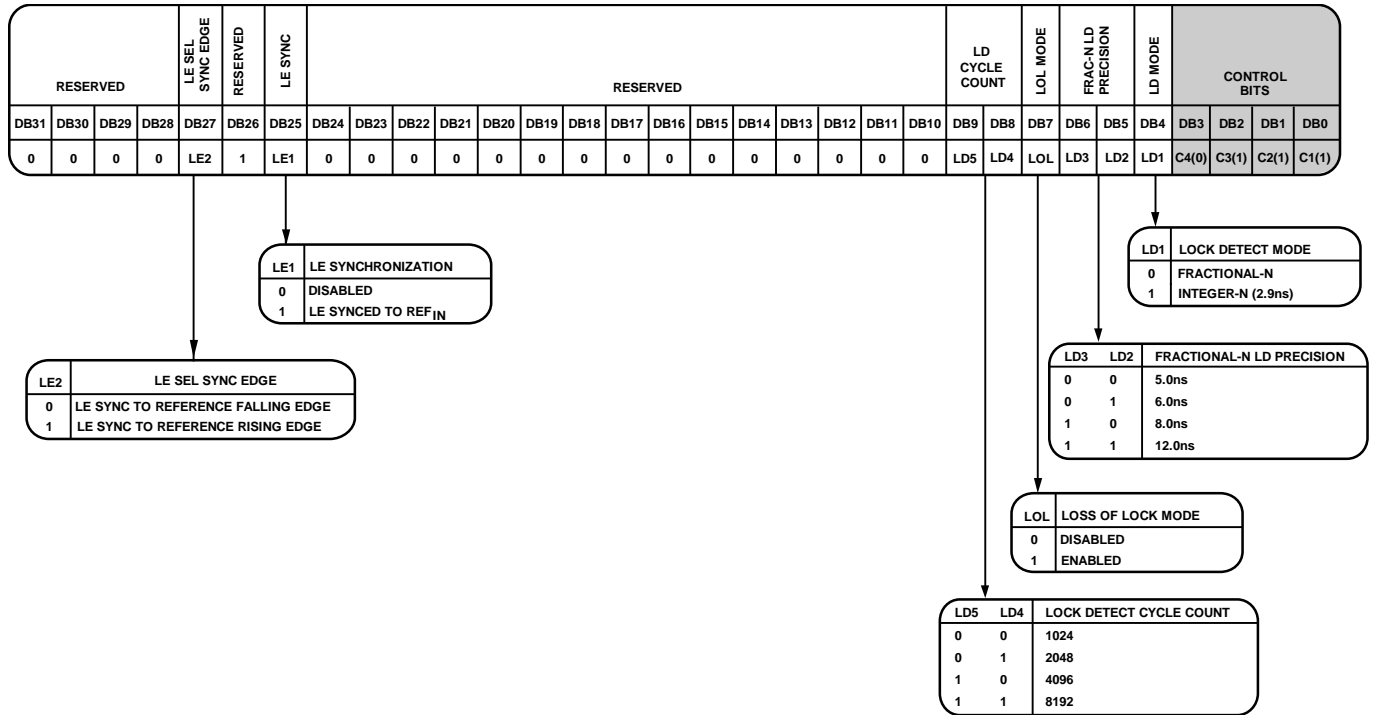 RESERVED
LE SEL
SYNC EDGE
RESERVED
LE SYNC
RESERVED
LD
CYCLE
COUNT
LOL MODE
FRAC-N LD
PRECISION
LD MODE
CONTROL
BITS
DB31 DB30 DB29 DB28 DB27 DB26 DB25 DB24 DB23 DB22 DB21 DB20 DB19 DB18 DB17 DB16 DB15 DB14 DB13 DB12 DB11 DB10 DB9 DB8 DB7 DB6 DB5 DB4 DB3 DB2 DB1 DB0
0 0 0 0 LE2 1 LE1 0 0 0 0 0 0 0 0 0 0 0 0 0 0 0 LD5 LD4 LOL LD3 LD2 LD1 C4(0) C3(1) C2(1) C1(1)
LE1 LE SYNCHRONIZATION
0 DISABLED
1 LE SYNCED TO REFIN
LD1 LOCK DETECT MODE
0 FRACTIONAL-N
1 INTEGER-N (2.9ns)
LE2 LE SEL SYNC EDGE
0 LE SYNC TO REFERENCE FALLING EDGE
1 LE SYNC TO REFERENCE RISING EDGE
LD3 LD2 FRACTIONAL-N LD PRECISION
0 0 5.0ns
0 1 6.0ns
1 0 8.0ns
1 1 12.0ns
LOL LOSS OF LOCK MODE
0 DISABLED
1 ENABLED
LD5 LD4 LOCK DETECT CYCLE COUNT
0 0 1024
0 1 2048
1 0 4096
1 1 8192